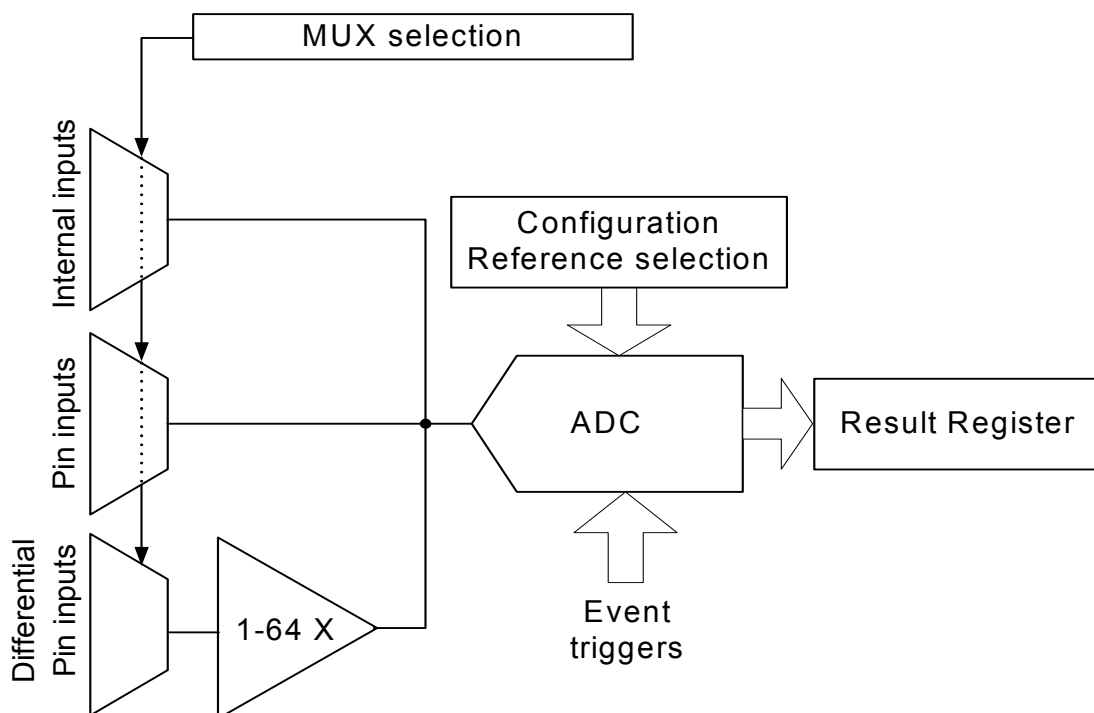 MUX selection
Internal inputs
Configuration
Reference selection
Pin inputs
ADC
Result Register
Differential
Pin inputs
1-64 X
Event
triggers